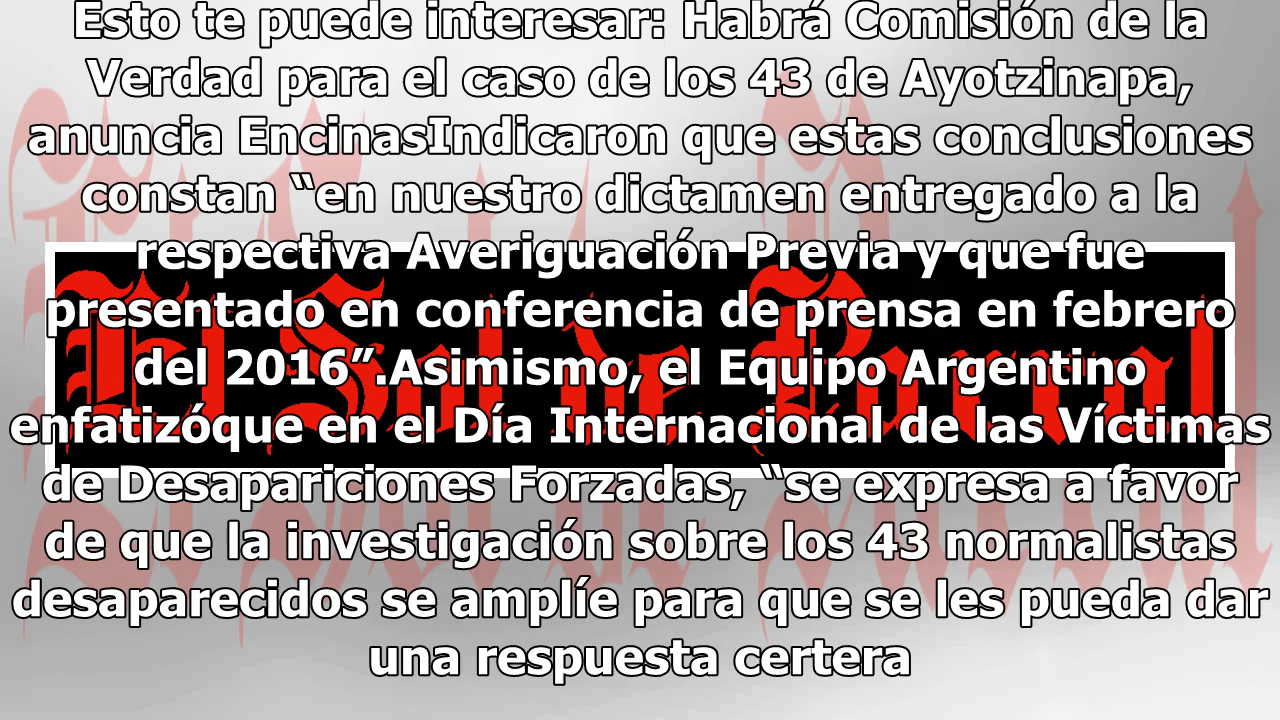 Esto te puede interesar: Habrá Comisión de la
Verdad para el caso de los 43 de Ayotzinapa,
anuncia EncinasIndicaron que estas conclusiones
constan “en nuestro dictamen entregado a la
respectiva Averiguación Previa y que fue
presentado en conferencia de prensa en febrero
del 2016”.Asimismo, el Equipo Argentino
enfatizóque en el Día Internacional de las Víctimas
de Desapariciones Forzadas, “se expresa a favor
de que la investigación sobre los 43 normalistas
desaparecidos se amplíe para que se les pueda dar
una respuesta certera
El Sol de Parral